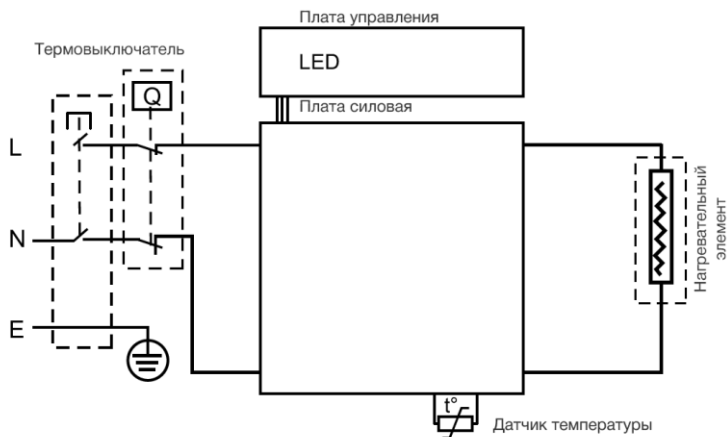 Плата управления
Термовыключатель
LED
Q
Плата силовая
L
N
E
Нагревательный
элемент
t°
Датчик температуры